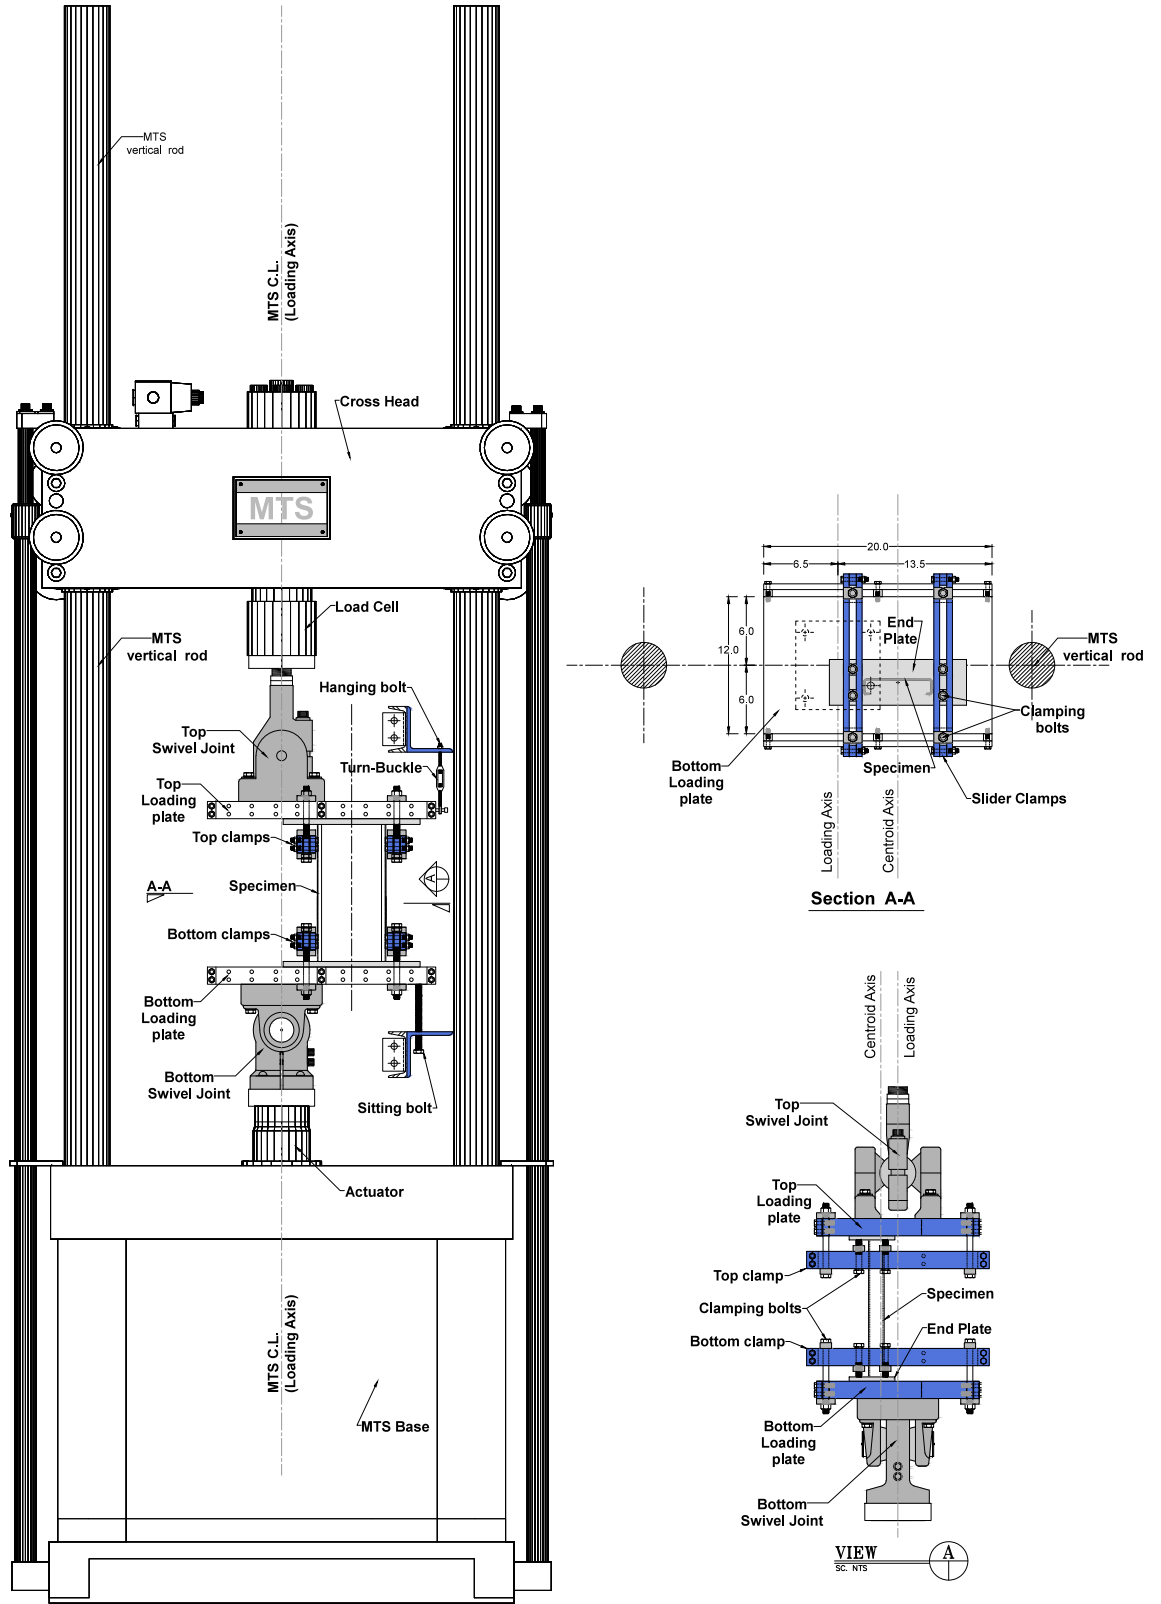 MTS
vertical rod
MTS C.L.
(Loading Axis)
Cross Head
MTS
Load Cell
MTS
vertical rod
Hanging bolt
Top
Swivel Joint
Turn-Buckle
Top
Loading
plate
Top clamps
A-A
Specimen
A
Bottom clamps
Bottom
Loading
plate
Bottom
Swivel Joint
Sitting bolt
Actuator
MTS C.L.
(Loading Axis)
MTS Base
20.0
6.5
13.5
6.0
12.0
6.0
End
Plate
MTS
vertical rod
Clamping
bolts
Bottom
Loading
plate
Specimen
Slider Clamps
Loading Axis
Centroid Axis
Section A-A
Centroid Axis
Loading Axis
Top
Swivel Joint
Top
Loading
plate
Top clamp
Clamping bolts
Specimen
Bottom clamp
End Plate
Bottom
Loading
plate
Bottom
Swivel Joint
VIEW
SC. NTS
A